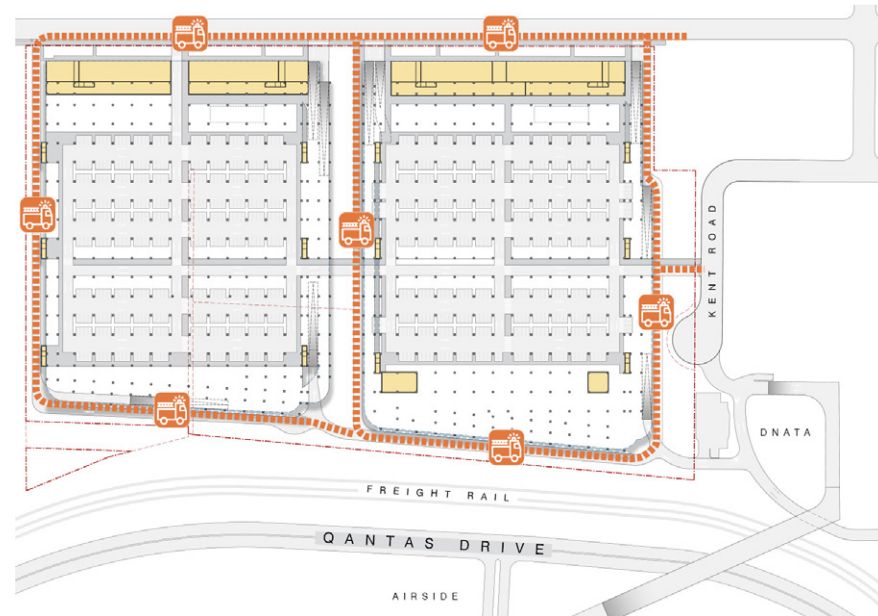 KENT ROAD
DNATA
FREIGHT RAIL
QANTAS DRIVE
AIRSIDE